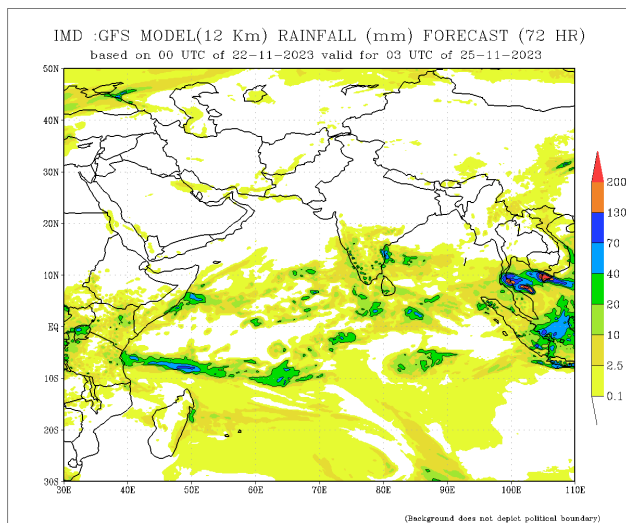 IMD :GFS MODEL(12 Km) RAINFALL (mm) FORECAST (72 HR)
based on 00 UTC of 22-11-2023 valid for 03 UTC of 25-11-2023
50N
40N
30N
20N
10N
EQ
10S
20S
30S
30E 40E 50E 60E 70E 80E 90E 100E 110E
200
130
70
40
20
10
2.5
0.1
(Background does not depict political boundary)